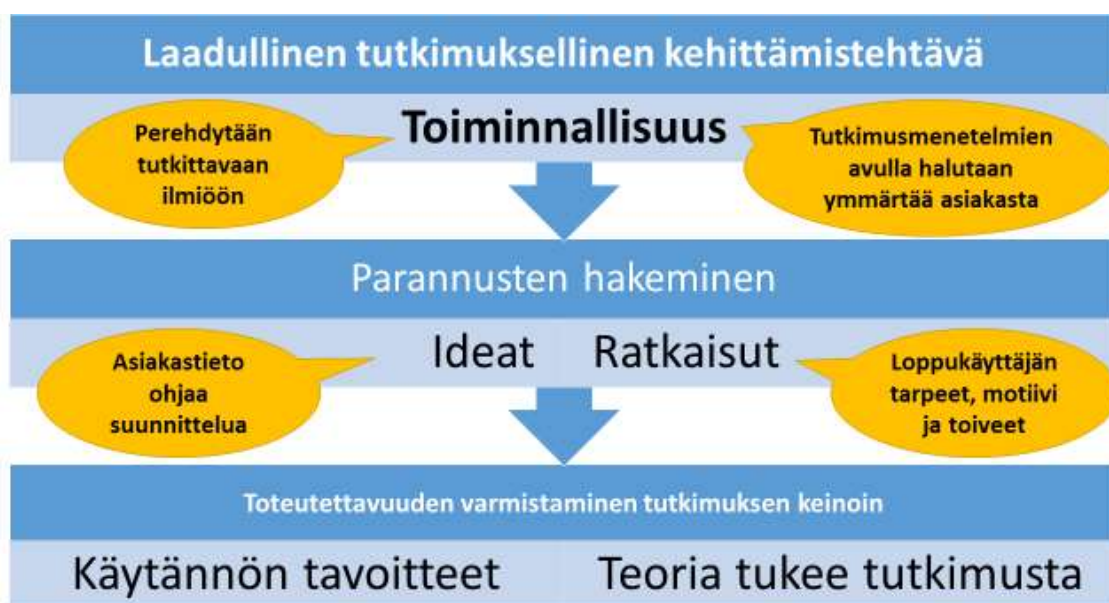 Laadullinen tutkimuksellinen kehittämistehtävä
Toiminnallisuus
Perehdytään
tutkittavaan
ilmiöön
Tutkimusmenetelmien
avulla halutaan
ymmärtää asiakasta
Parannusten hakeminen
Ideat
Ratkaisut
Asiakastieto
ohjaa
suunnittelua
Loppukäyttäjän
tarpeet, motiivi
ja toiveet
Toteutettavuuden varmistaminen tutkimuksen keinoin
Käytännön tavoitteet
Teoria tukee tutkimusta